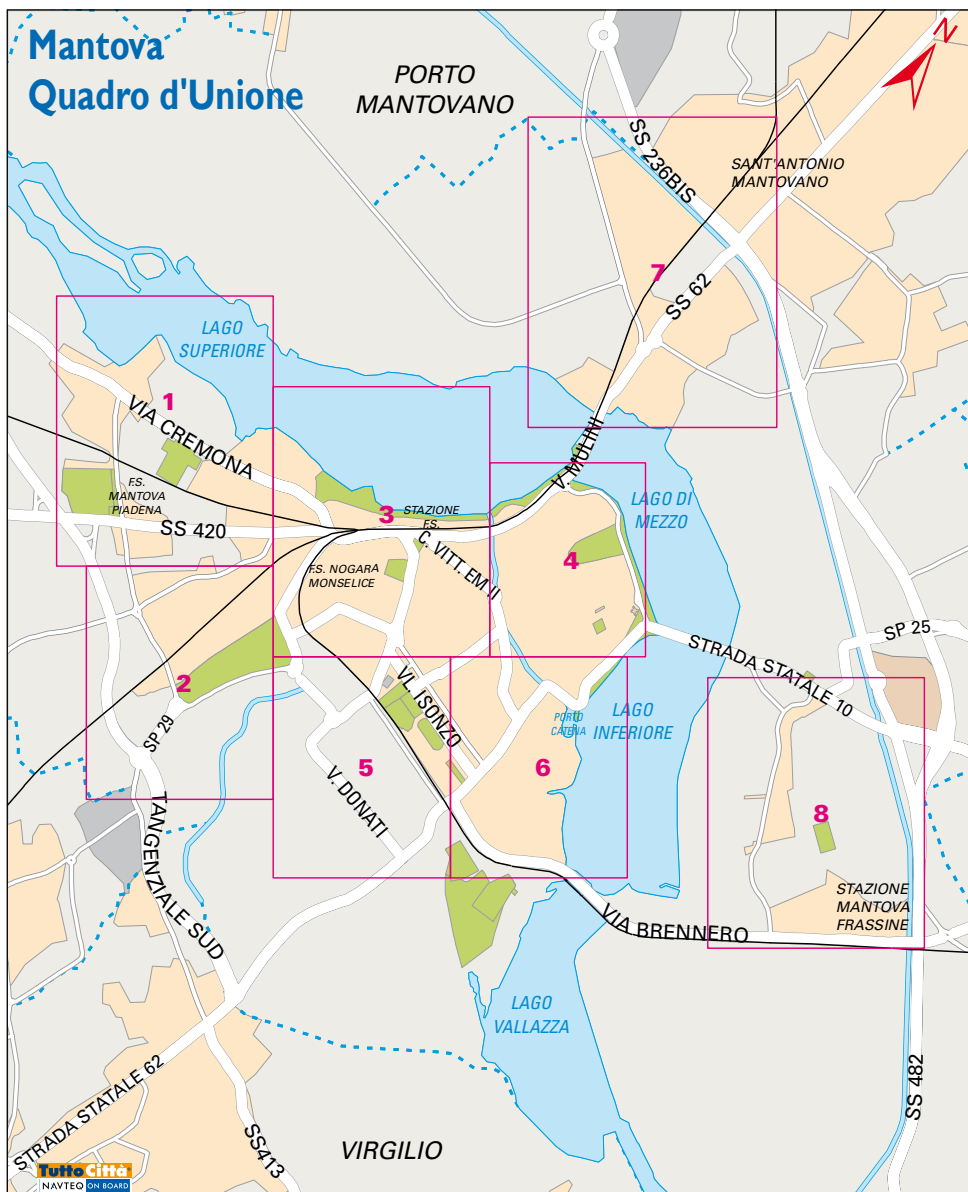 Mantova
Quadro d'Unione
PORTO
MANTOVANO
N
SS 236BIS
SANT'ANTONIO
MANTOVANO
7
SS 62
LAGO
SUPERIORE
1
VIA CREMONA
F.S.
MANTOVA
PIADENA
SS 420
3
STAZIONE
F.S.
V. MULINI
LAGO DI
MEZZO
C. VITT. EM. II
4
F.S. NOGARA
MONSELICE
SP 25
STRADA STATALE 10
2
SP 29
VL. ISONZO
PORTO
CATENA
LAGO
INFERIORE
5
6
V. DONATI
8
TANGENZIALE SUD
STAZIONE
MANTOVA
FRASSINE
VIA BRENNERO
LAGO
VALLAZZA
STRADA STATALE 62
SS 482
SS413
VIRGILIO
TuttoCittà®
NAVTEQ ON BOARD